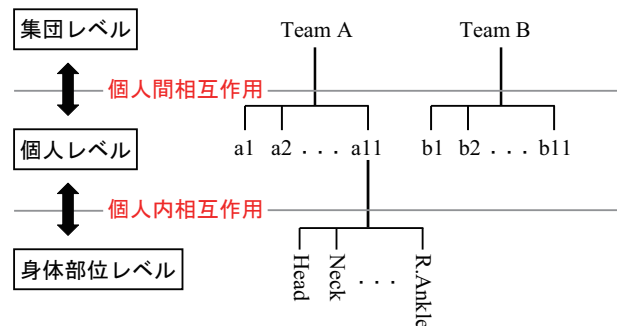 集団レベル
Team A
Team B
個人間相互作用
個人レベル
a1 a2 . . . a11
b1 b2 . . . b11
個人内相互作用
身体部位レベル
Head
Neck
. . .
R.Ankle